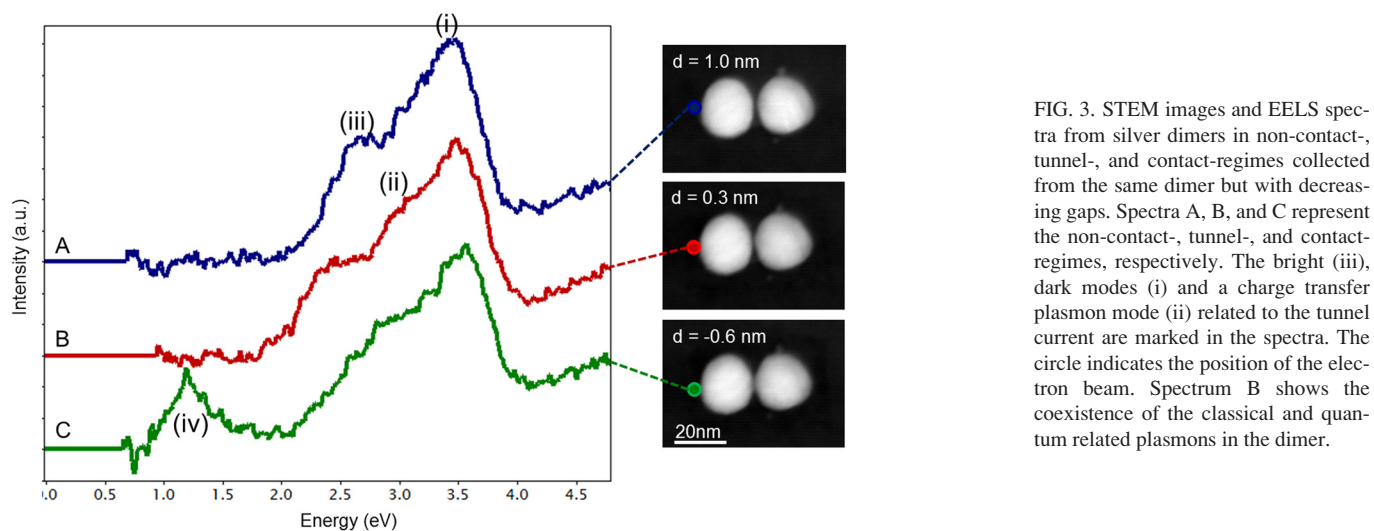 (i)
(iii)
(ii)
A
B
C
(iv)
Intensity (a.u.)
.0 0.5 1.0 1.5 2.0 2.5 3.0 3.5 4.0 4.5
Energy (eV)
d = 1.0 nm
d = 0.3 nm
d = -0.6 nm
20nm
FIG. 3. STEM images and EELS spec-
tra from silver dimers in non-contact-,
tunnel-, and contact-regimes collected
from the same dimer but with decreas-
ing gaps. Spectra A, B, and C represent
the non-contact-, tunnel-, and contact-
regimes, respectively. The bright (iii),
dark modes (i) and a charge transfer
plasmon mode (ii) related to the tunnel
current are marked in the spectra. The
circle indicates the position of the elec-
tron beam. Spectrum B shows the
coexistence of the classical and quan-
tum related plasmons in the dimer.